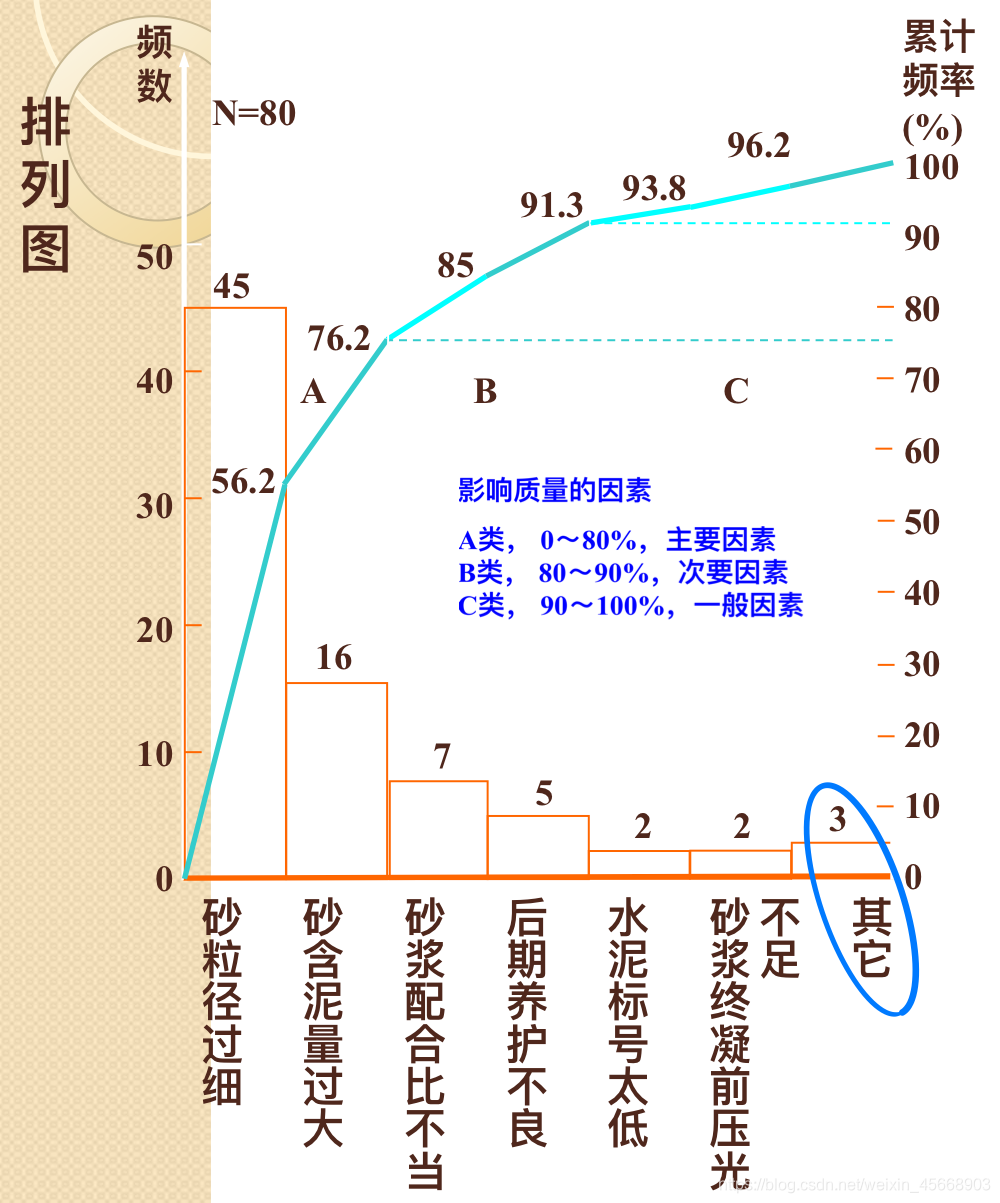 排列图
频数
N=80
累计
频率
(%)
50
40
30
20
10
0
100
90
80
70
60
50
40
30
20
10
0
45
16
7
5
2
2
3
56.2
76.2
85
91.3
93.8
96.2
A
B
C
影响质量的因素
A类， 0～80%，主要因素
B类， 80～90%，次要因素
C类， 90～100%，一般因素
砂粒径过细
砂含泥量过大
砂浆配合比不当
后期养护不良
水泥标号太低
砂浆终凝前压光
不足
其它
https://blog.csdn.net/weixin_45668903